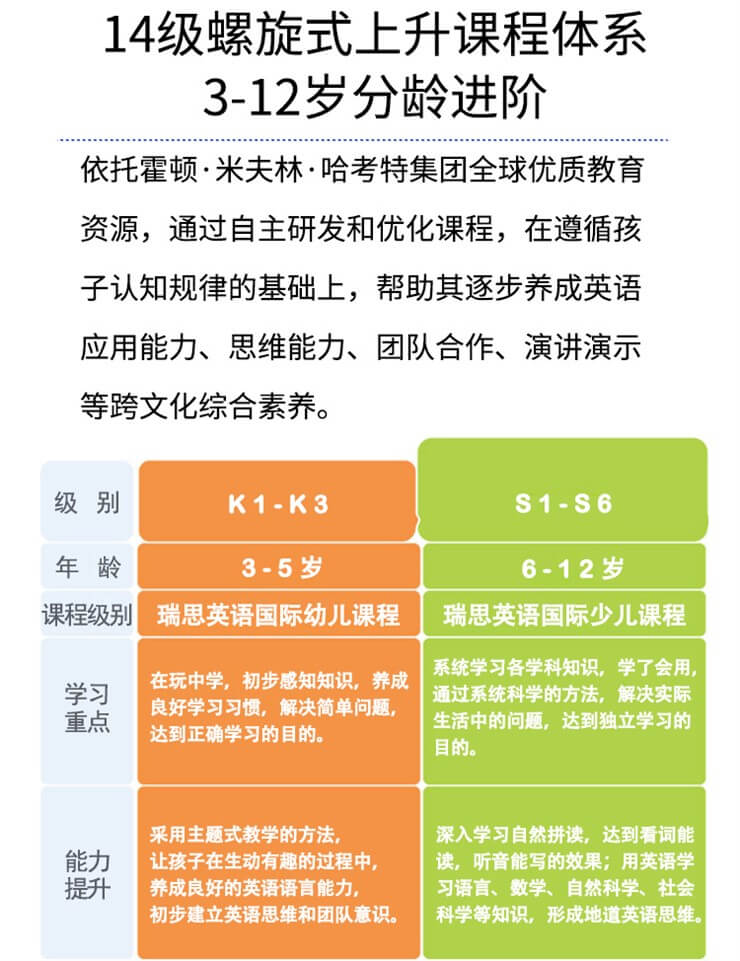 14级螺旋式上升课程体系
3-12岁分龄进阶
依托霍顿·米夫林·哈考特集团全球优质教育
资源，通过自主研发和优化课程，在遵循孩
子认知规律的基础上，帮助其逐步养成英语
应用能力、思维能力、团队合作、演讲演示
等跨文化综合素养。
级 别
K1-K3
S1-S6
年 龄
3-5岁
6-12岁
课程级别
瑞思英语国际幼儿课程
瑞思英语国际少儿课程
学习
重点
在玩中学，初步感知知识，养成
良好学习习惯，解决简单问题，
达到正确学习的目的。
系统学习各学科知识，学了会用，
通过系统科学的方法，解决实际
生活中的问题，达到独立学习的
目的。
能力
提升
采用主题式教学的方法，
让孩子在生动有趣的过程中，
养成良好的英语语言能力，
初步建立英语思维和团队意识。
深入学习自然拼读，达到看词能
读，听音能写的效果；用英语学
习语言、数学、自然科学、社会
科学等知识，形成地道英语思维。